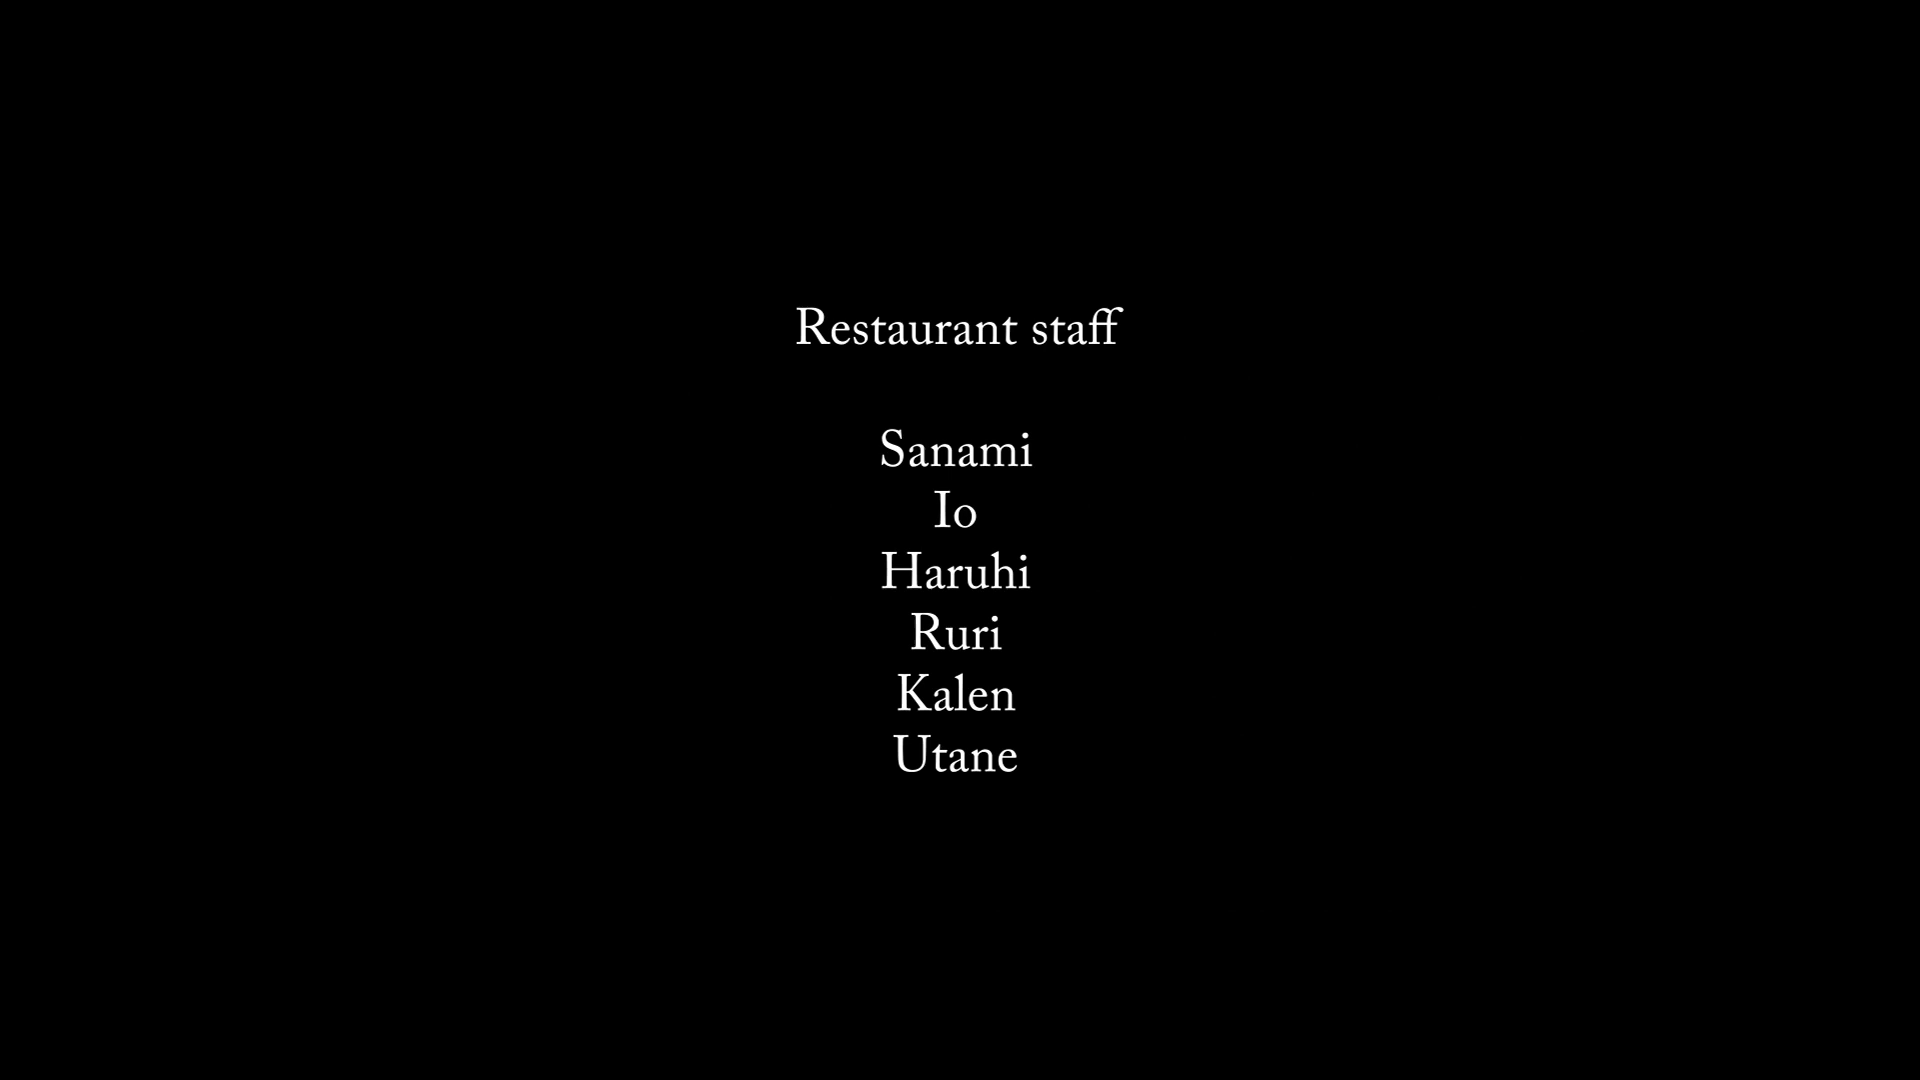 Restaurant staff
Sanami
Io
Haruhi
Ruri
Kalen
Utane